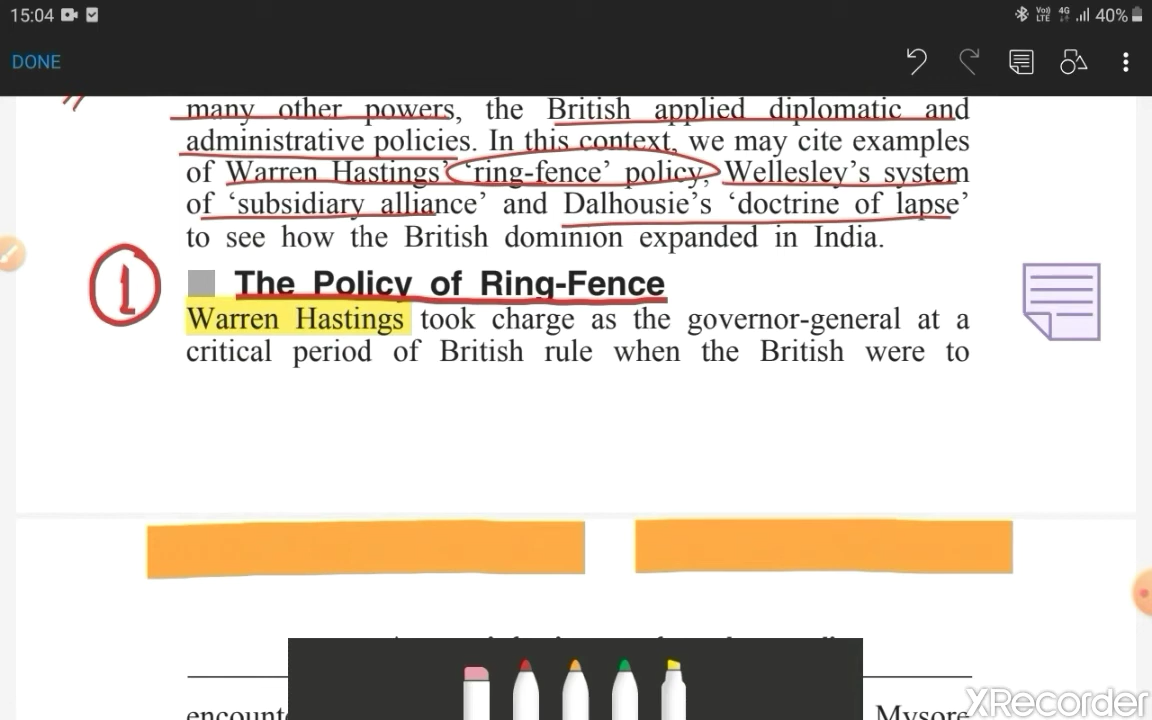 15:04
Vo))
LTE
4G
40%
DONE
many other powers, the British applied diplomatic and
administrative policies. In this context, we may cite examples
of Warren Hastings’ ‘ring-fence’ policy, Wellesley’s system
of ‘subsidiary alliance’ and Dalhousie’s ‘doctrine of lapse’
to see how the British dominion expanded in India.
1
The Policy of Ring-Fence
Warren Hastings took charge as the governor-general at a
critical period of British rule when the British were to
Mysore
XRecorder